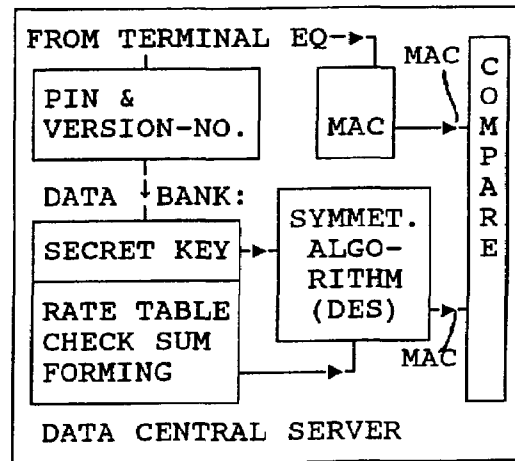 FROM TERMINAL EQ
PIN &
VERSION-NO.
MAC
MAC
COMPARE
DATA BANK:
SECRET KEY
SYMMET.
ALGO-
RITHM
(DES)
RATE TABLE
CHECK SUM
FORMING
MAC
DATA CENTRAL SERVER